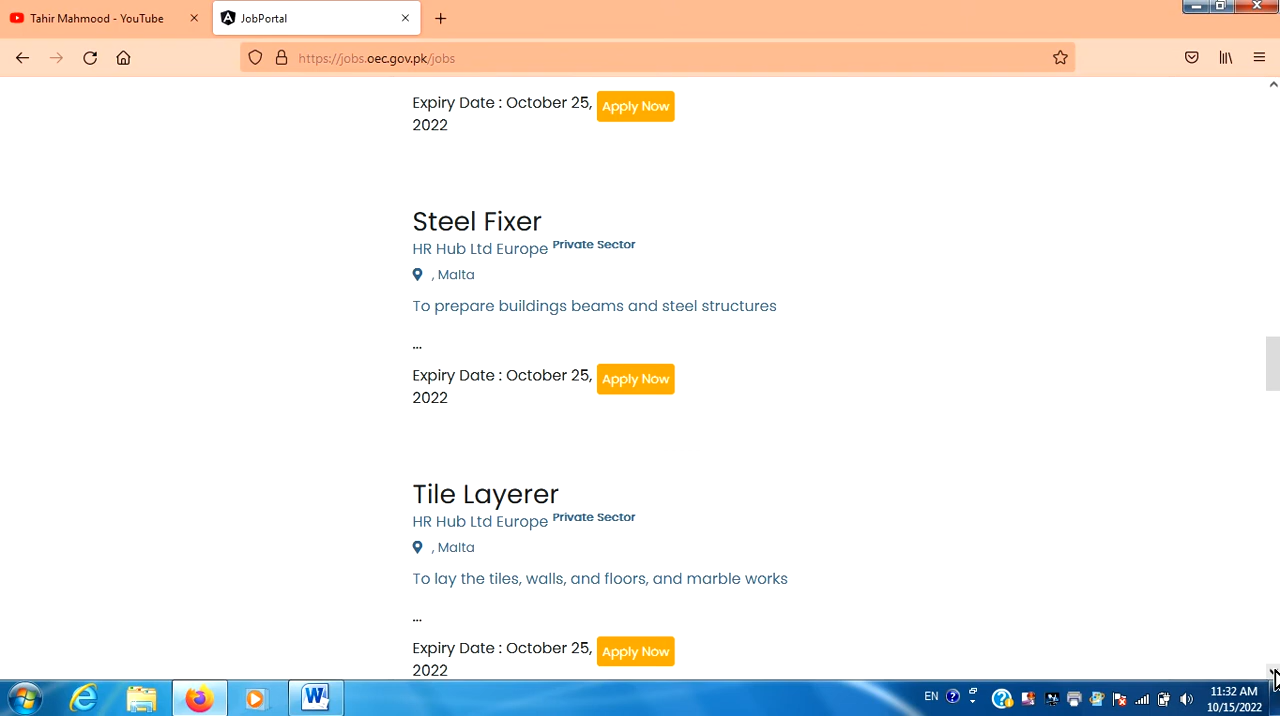 Tahir Mahmood - YouTube
JobPortal
https://jobs.oec.gov.pk/jobs
Expiry Date : October 25, 2022
Apply Now
Steel Fixer
HR Hub Ltd Europe Private Sector
, Malta
To prepare buildings beams and steel structures
...
Expiry Date : October 25, 2022
Apply Now
Tile Layerer
HR Hub Ltd Europe Private Sector
, Malta
To lay the tiles, walls, and floors, and marble works
...
Expiry Date : October 25, 2022
Apply Now
EN
11:32 AM
10/15/2022